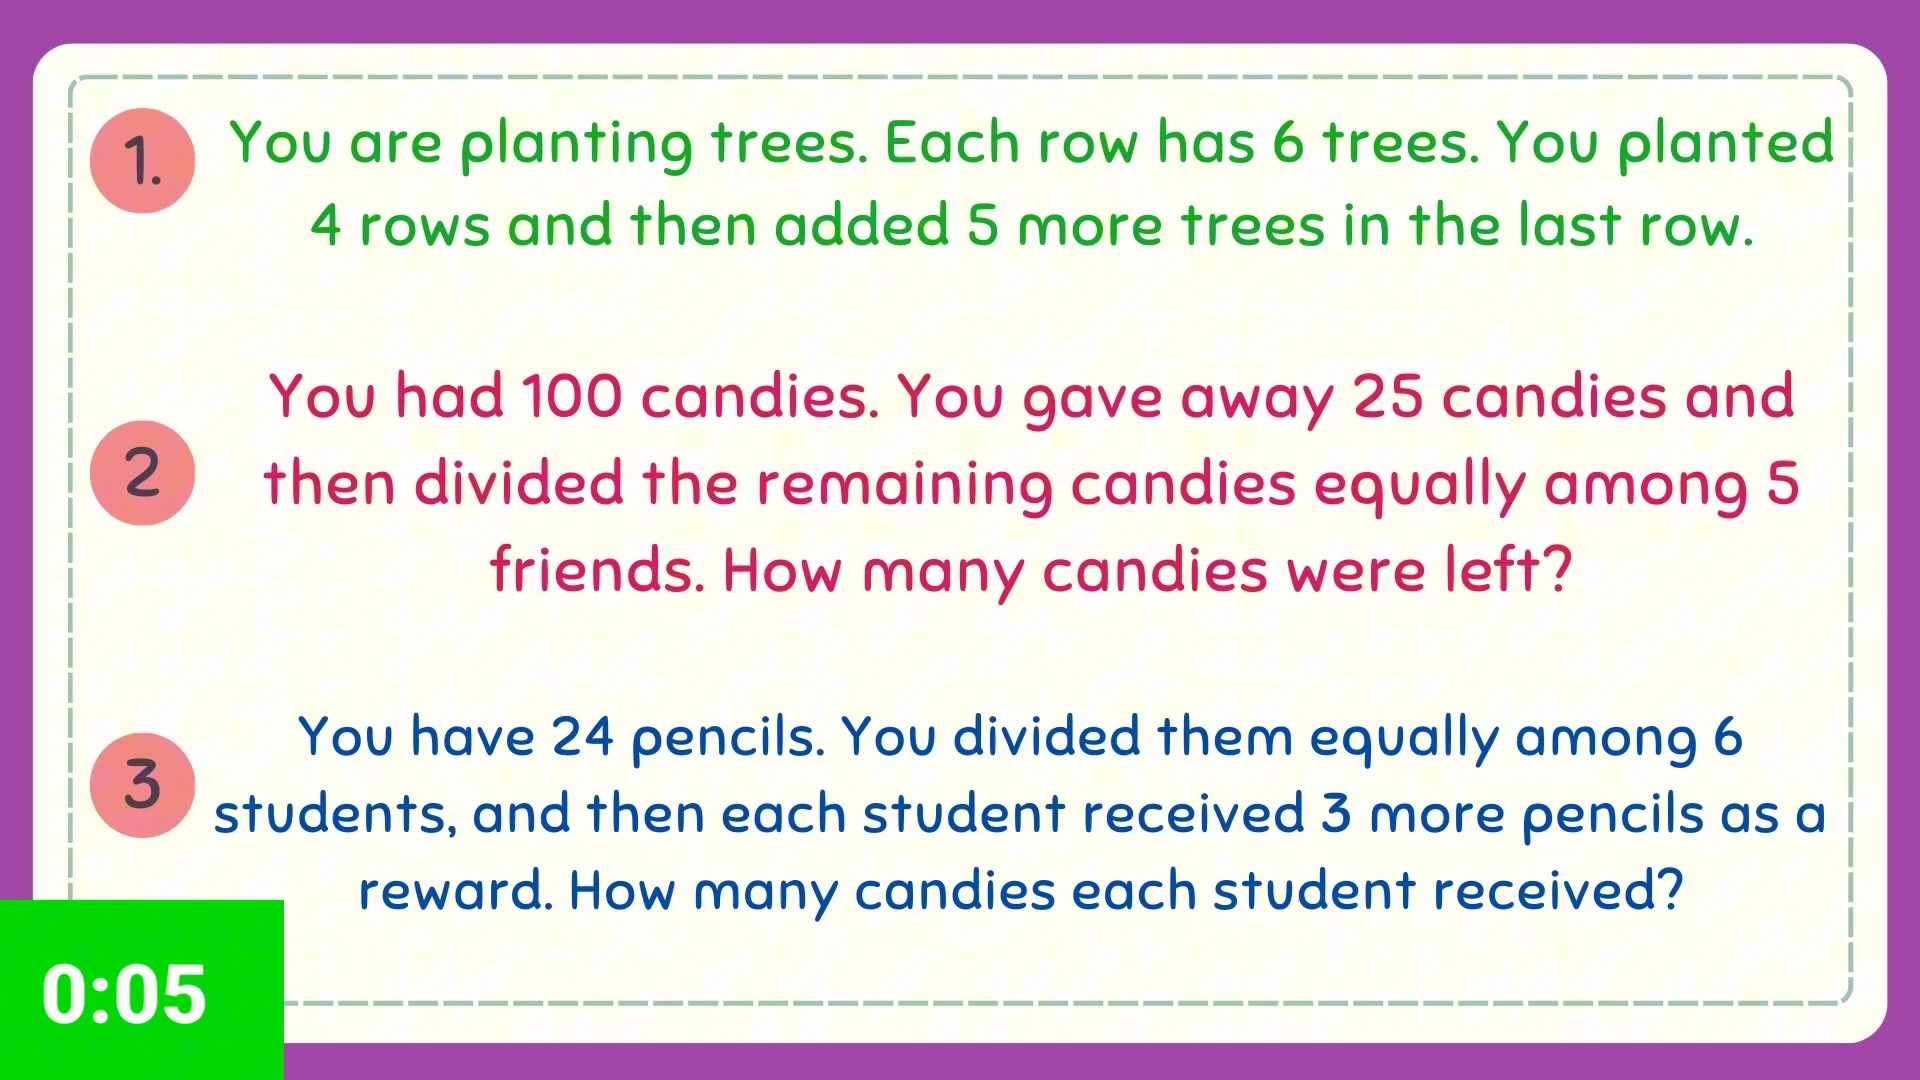 1.
You are planting trees. Each row has 6 trees. You planted
4 rows and then added 5 more trees in the last row.
2
You had 100 candies. You gave away 25 candies and
then divided the remaining candies equally among 5
friends. How many candies were left?
3
You have 24 pencils. You divided them equally among 6
students, and then each student received 3 more pencils as a
reward. How many candies each student received?
0:05